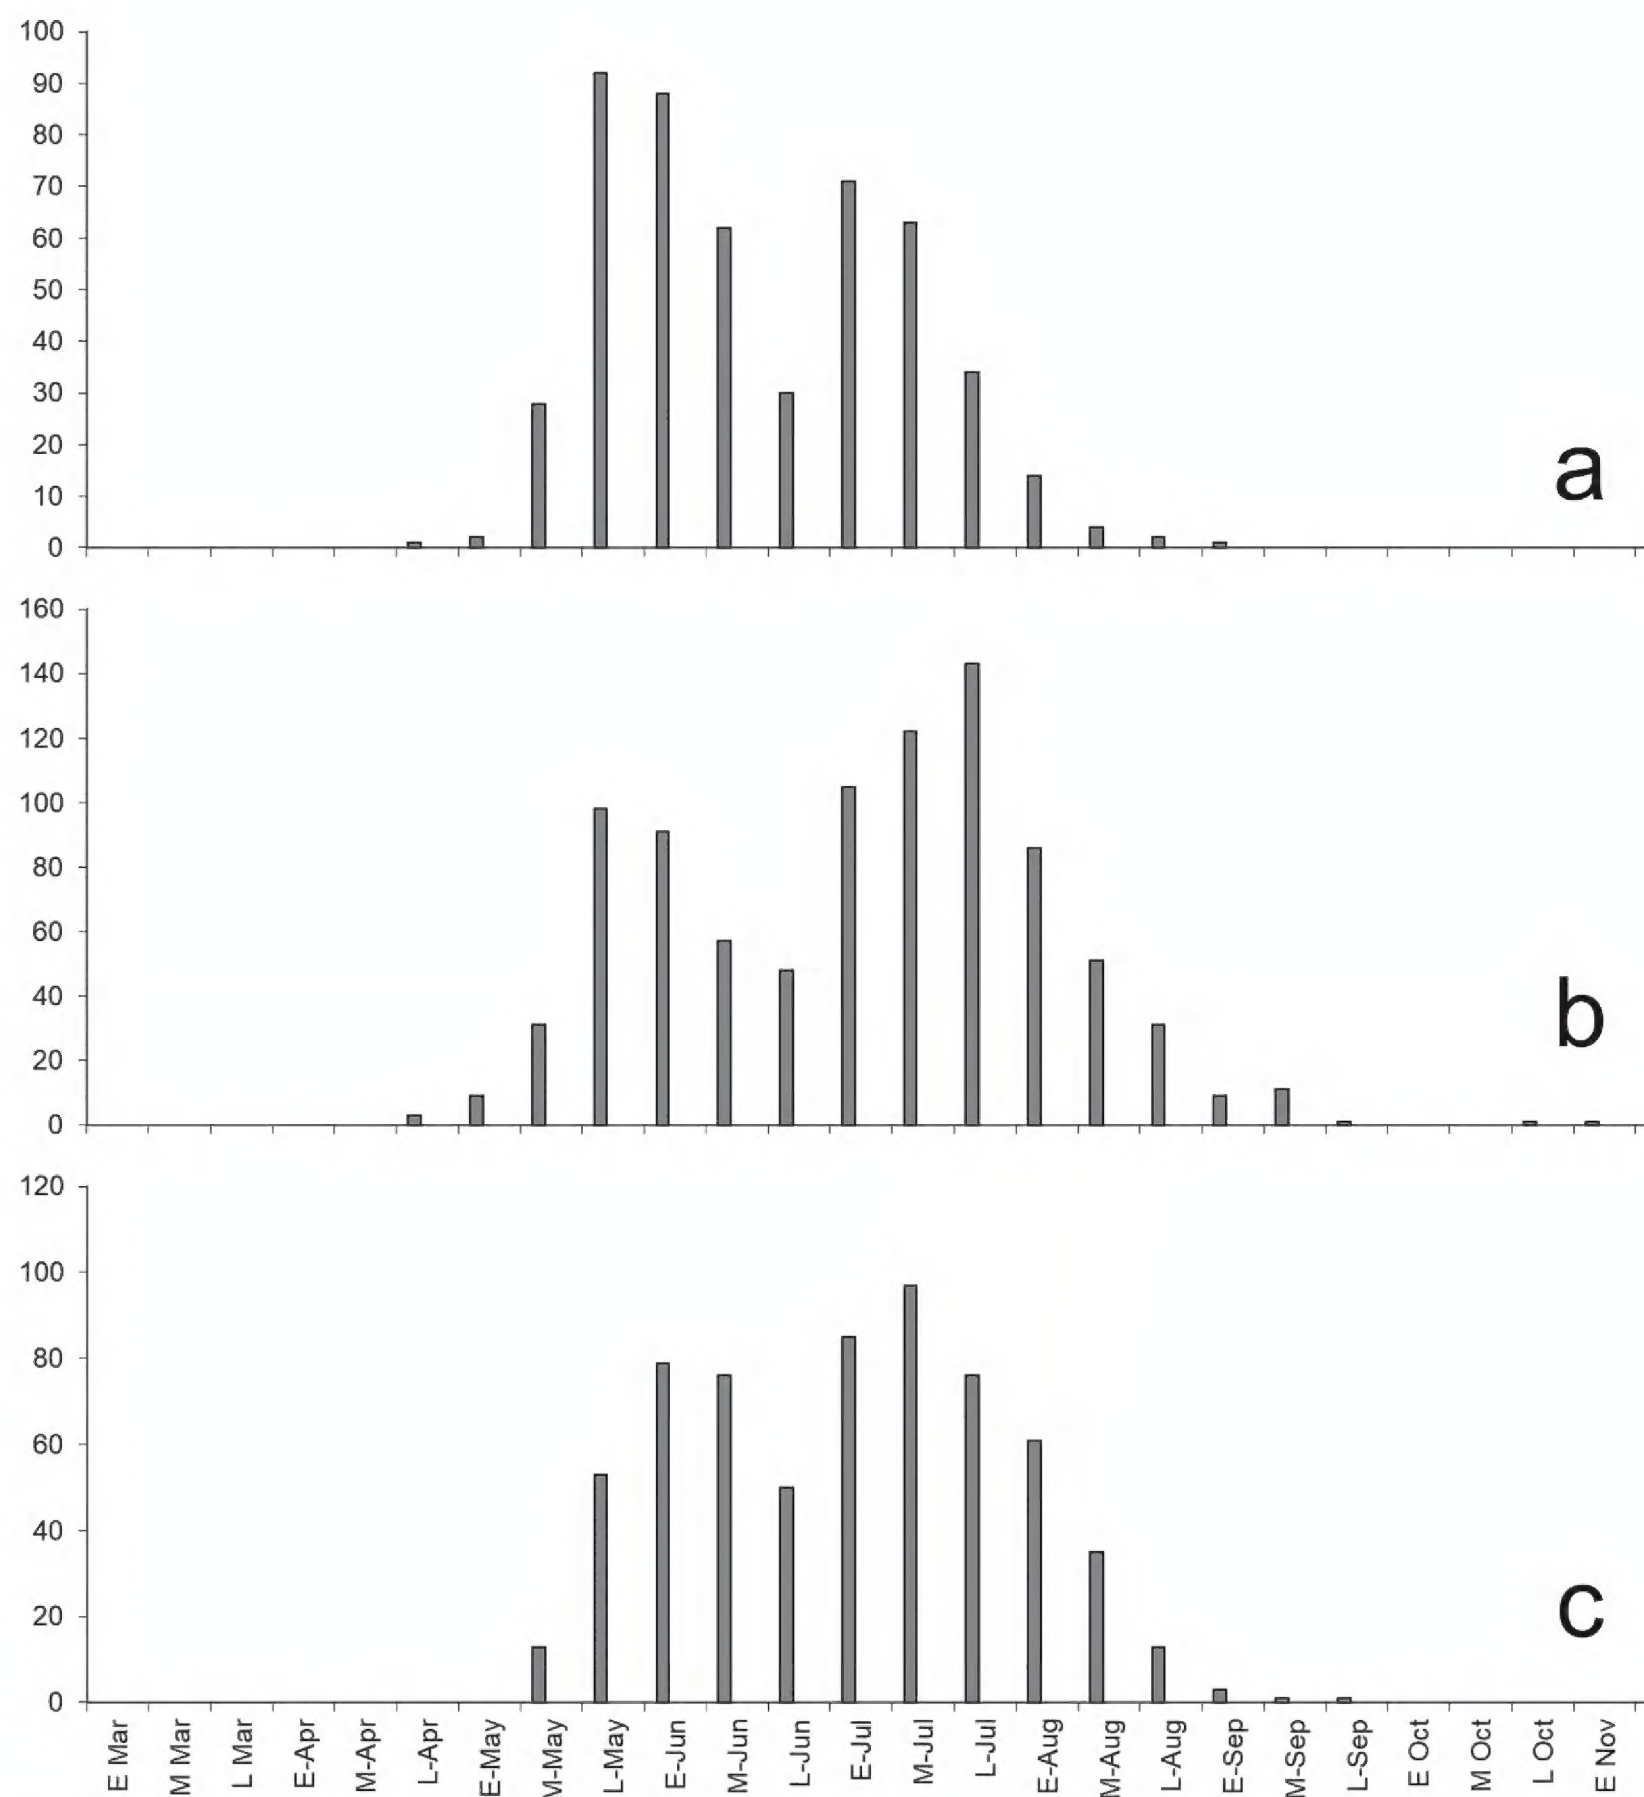 100
90
80
70
60
50
40
30
20
10
0
a
160
140
120
100
80
60
40
20
0
b
120
100
80
60
40
20
0
c
E Mar
M Mar
L Mar
E-Apr
M-Apr
L-Apr
E-May
M-May
L-May
E-Jun
M-Jun
L-Jun
E-Jul
M-Jul
L-Jul
E-Aug
M-Aug
L-Aug
E-Sep
M-Sep
L-Sep
E Oct
M Oct
L Oct
E Nov